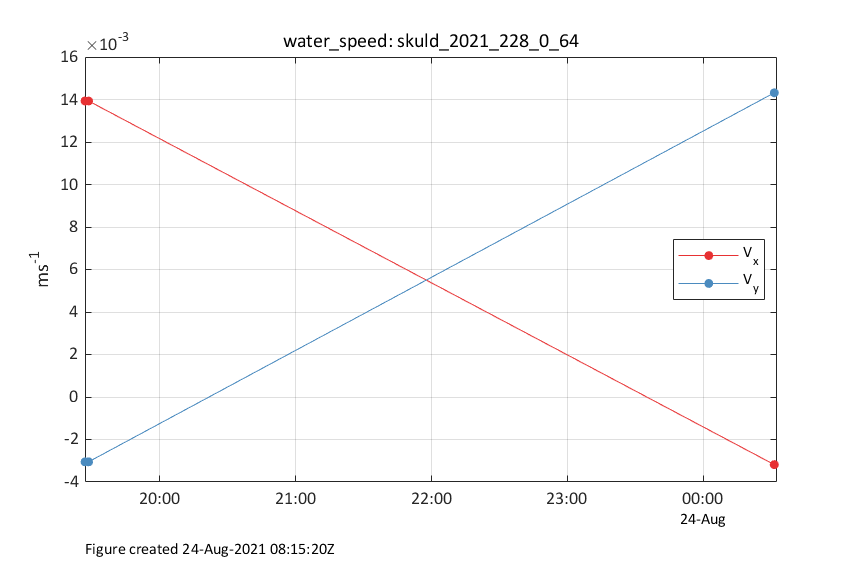 water_speed: skuld_2021_228_0_64
×10-3
16
14
12
10
8
6
4
2
0
-2
-4
ms-1
Vx
Vy
20:00 21:00 22:00 23:00 00:00
24-Aug
Figure created 24-Aug-2021 08:15:20Z